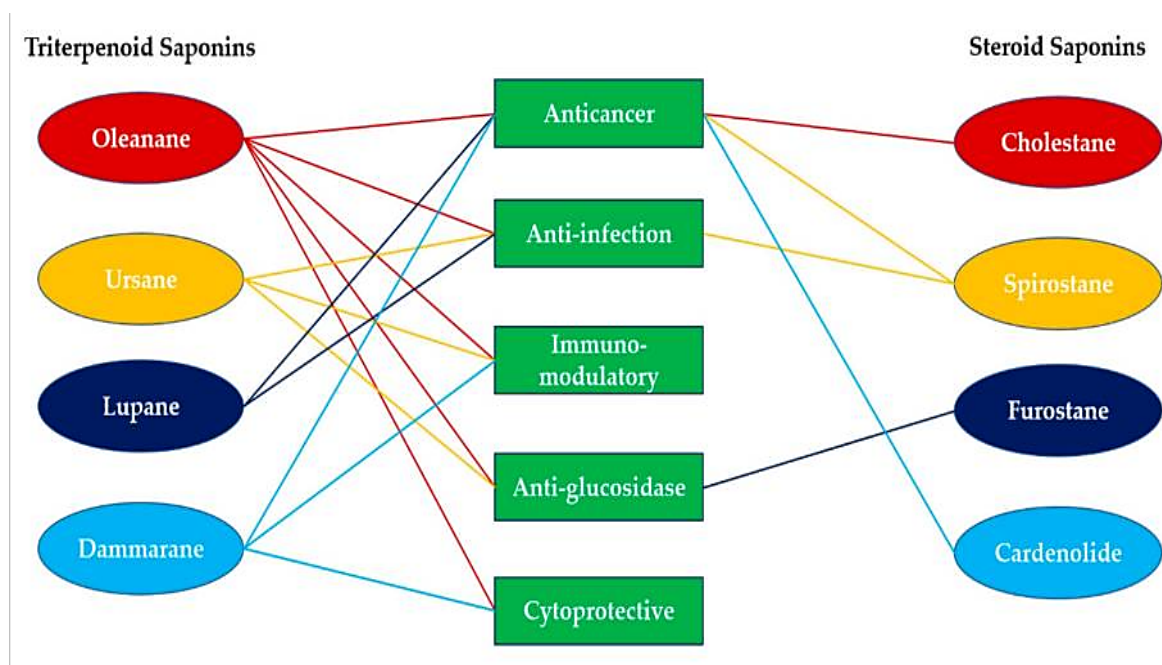 Triterpenoid Saponins
Steroid Saponins
Oleanane
Ursane
Lupane
Dammarane
Anticancer
Anti-infection
Immuno-
modulatory
Anti-glucosidase
Cytoprotective
Cholestane
Spirostane
Furostane
Cardenolide